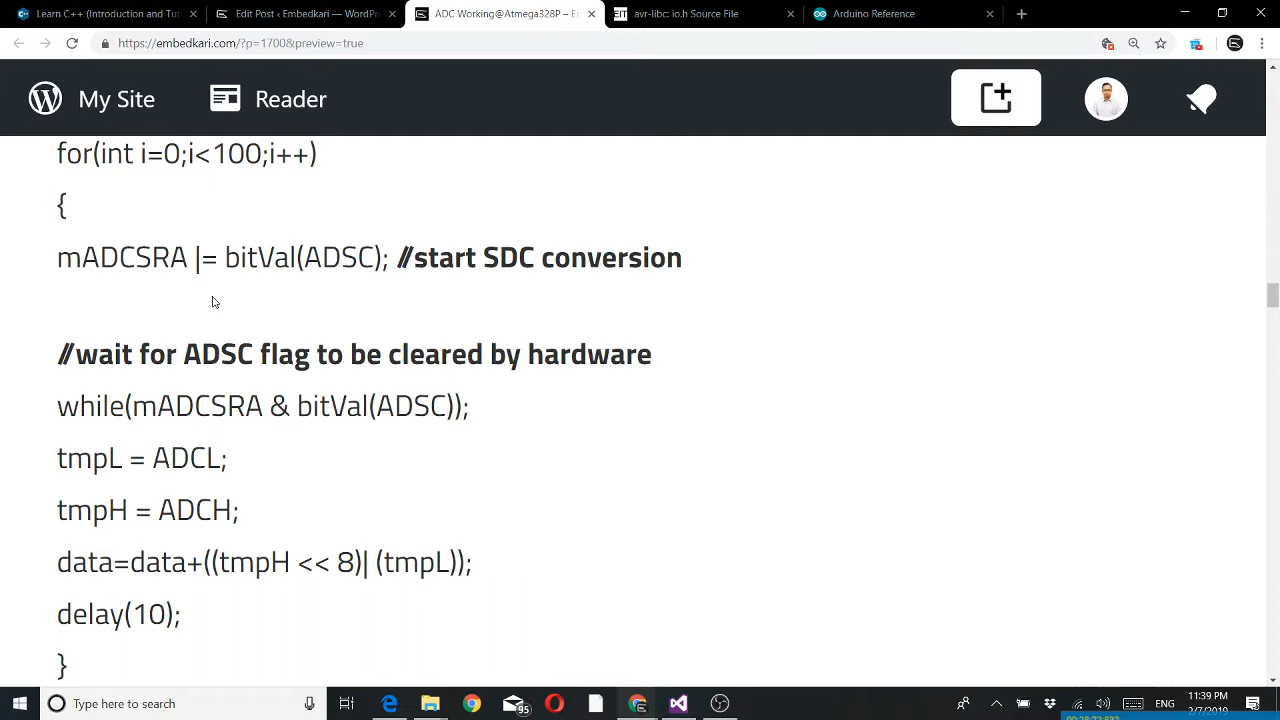 Learn C++ (Introduction and Tut
Edit Post ‹ Embedkari — WordPr
ADC Working@Atmega328P – En
EIT avr-libc: io.h Source File
Arduino Reference
https://embedkari.com/?p=1700&preview=true
My Site
Reader
for(int i=0;i<100;i++)
{
mADCSRA |= bitVal(ADSC); //start SDC conversion
//wait for ADSC flag to be cleared by hardware
while(mADCSRA & bitVal(ADSC));
tmpL = ADCL;
tmpH = ADCH;
data=data+((tmpH << 8)| (tmpL));
delay(10);
}
Type here to search
95
ENG
11:39 PM